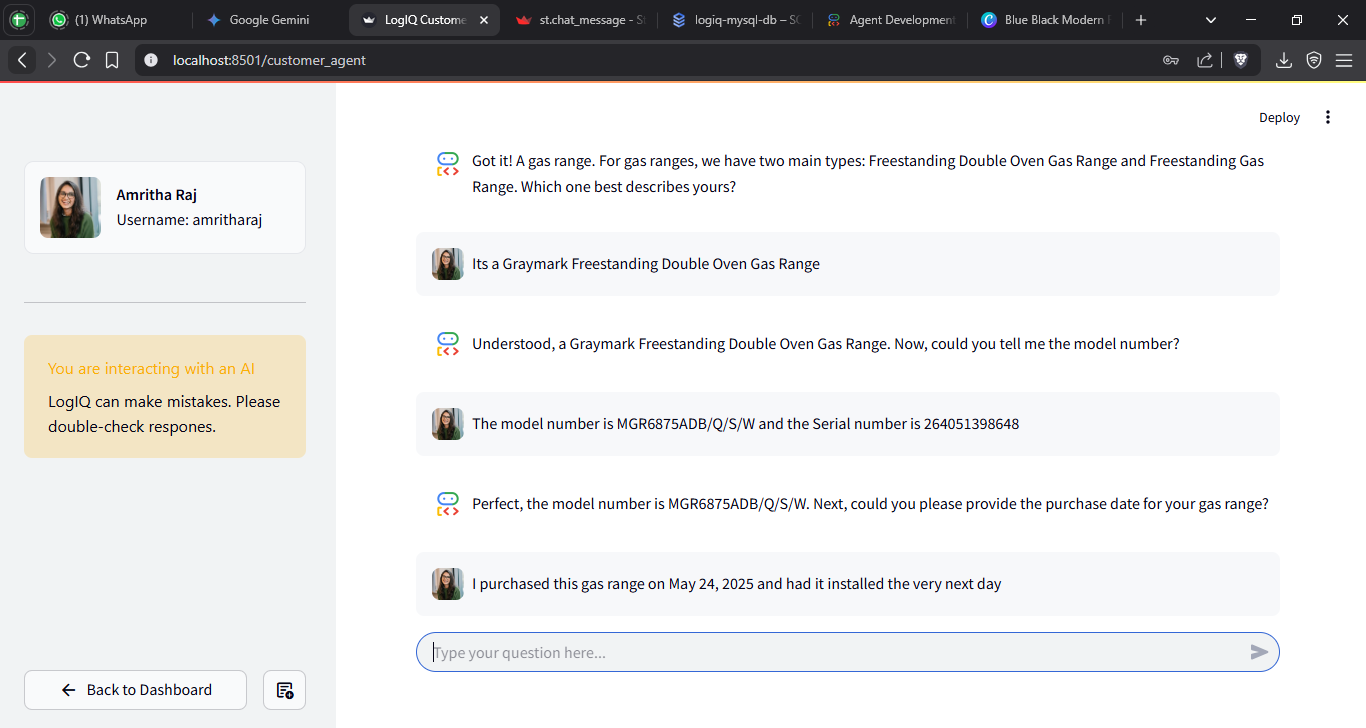 (1) WhatsApp
Google Gemini
LogIQ Custome
st.chat_message - St
logiq-mysql-db – SC
Agent Development
Blue Black Modern
localhost:8501/customer_agent
Deploy
Amritha Raj
Username: amritharaj
You are interacting with an AI
LogIQ can make mistakes. Please
double-check respones.
Back to Dashboard
Got it! A gas range. For gas ranges, we have two main types: Freestanding Double Oven Gas Range and Freestanding Gas
Range. Which one best describes yours?
Its a Graymark Freestanding Double Oven Gas Range
Understood, a Graymark Freestanding Double Oven Gas Range. Now, could you tell me the model number?
The model number is MGR6875ADB/Q/S/W and the Serial number is 264051398648
Perfect, the model number is MGR6875ADB/Q/S/W. Next, could you please provide the purchase date for your gas range?
I purchased this gas range on May 24, 2025 and had it installed the very next day
Type your question here...